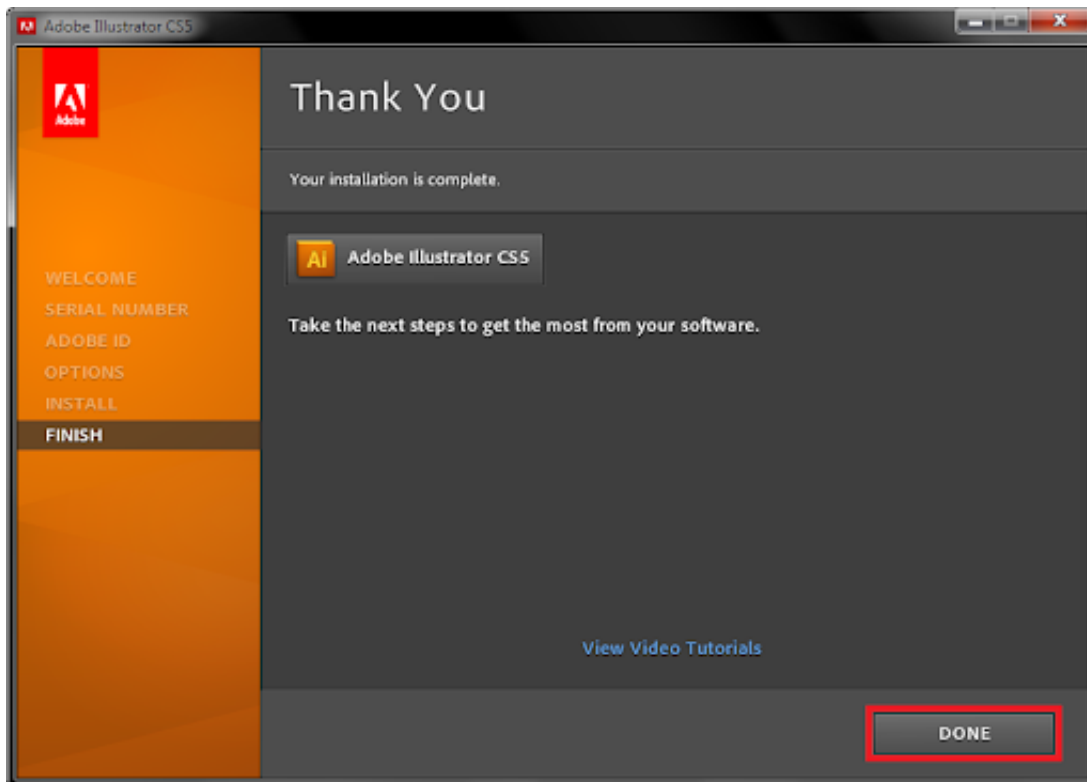 Adobe Illustrator CS5
Adobe
Thank You
Your installation is complete.
Ai Adobe Illustrator CS5
Take the next steps to get the most from your software.
WELCOME
SERIAL NUMBER
ADOBE ID
OPTIONS
INSTALL
FINISH
View Video Tutorials
DONE